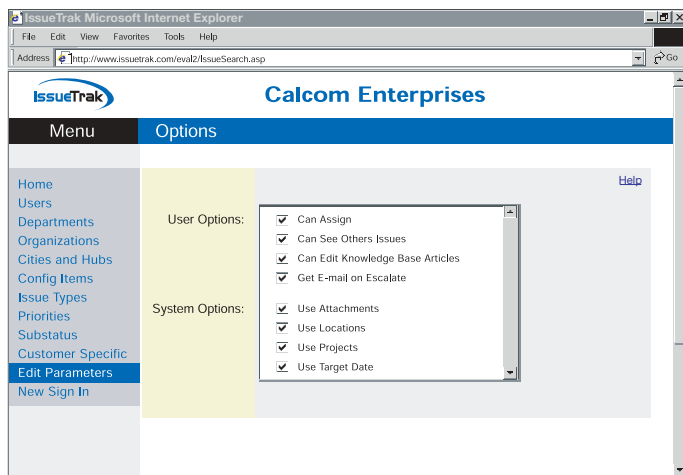 IssueTrak Microsoft Internet Explorer
File Edit View Favorites Tools Help
Address http://www.issuetrak.com/eval2/IssueSearch.asp Go
IssueTrak
Calcom Enterprises
Menu Options
Help
Home
Users
Departments
Organizations
Cities and Hubs
Config Items
Issue Types
Priorities
Substatus
Customer Specific
Edit Parameters
New Sign In
User Options:
Can Assign
Can See Others Issues
Can Edit Knowledge Base Articles
Get E-mail on Escalate
System Options:
Use Attachments
Use Locations
Use Projects
Use Target Date